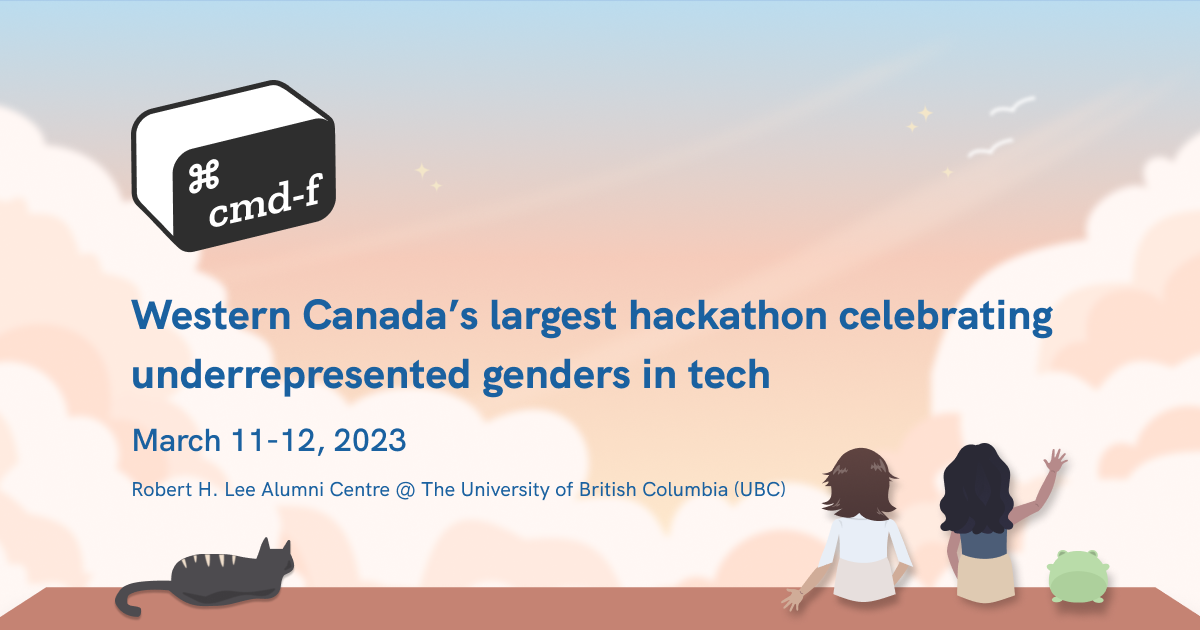 ⌘
cmd-f
Western Canada’s largest hackathon celebrating
underrepresented genders in tech
March 11-12, 2023
Robert H. Lee Alumni Centre @ The University of British Columbia (UBC)